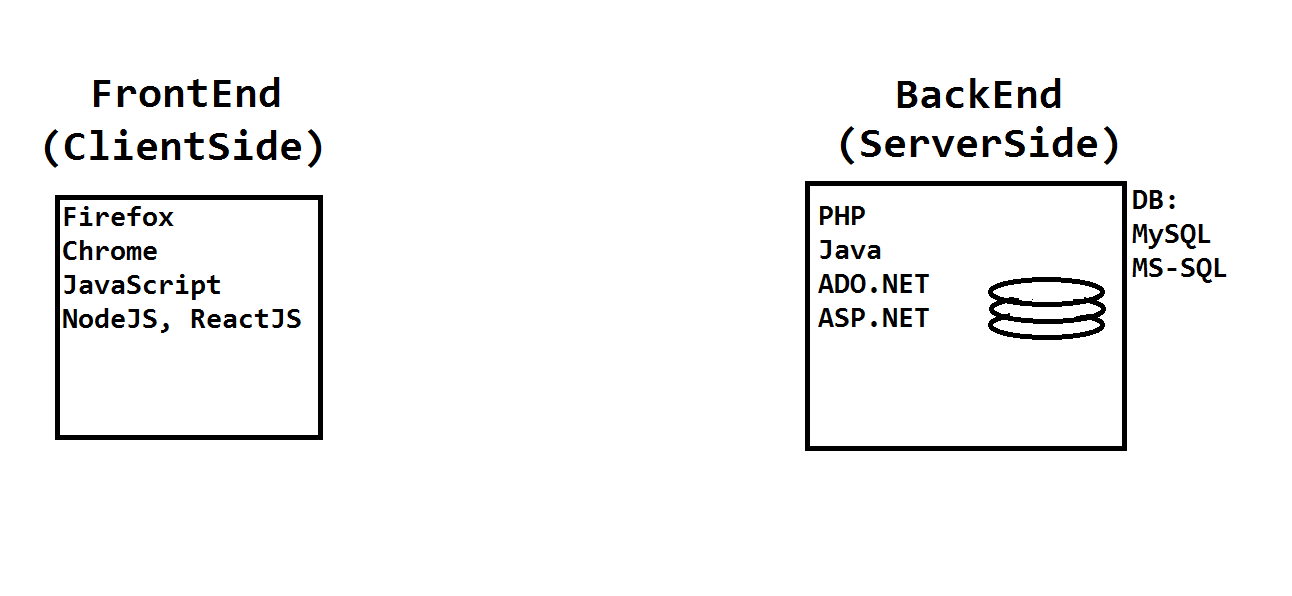 FrontEnd
(ClientSide)
Firefox
Chrome
JavaScript
NodeJS, ReactJS
BackEnd
(ServerSide)
PHP
Java
ADO.NET
ASP.NET
DB:
MySQL
MS-SQL